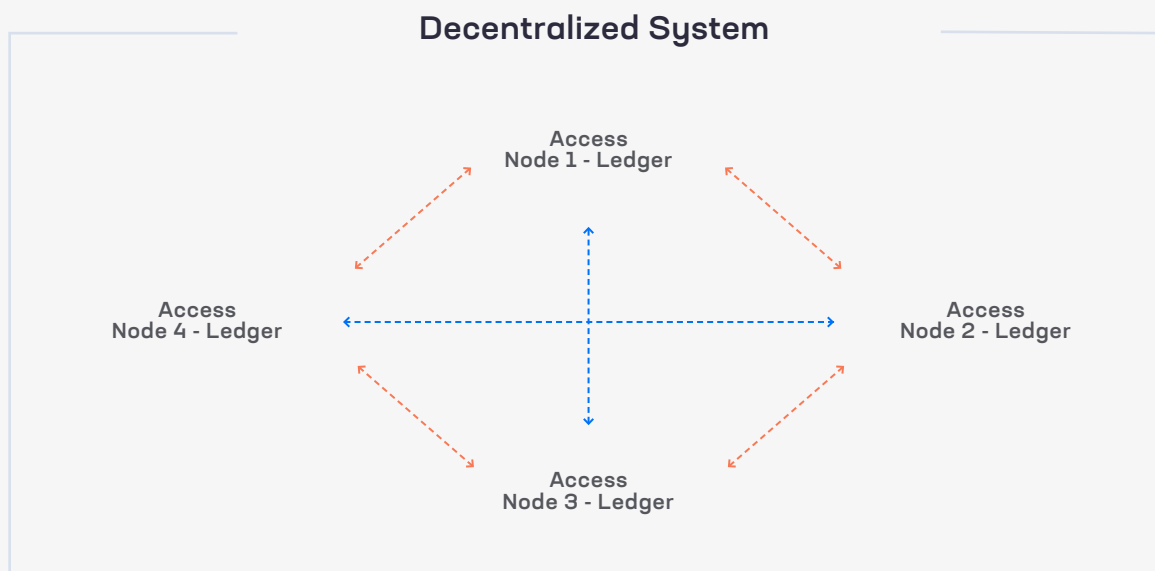 Decentralized System
Access
Node 1 - Ledger
Access
Node 4 - Ledger
Access
Node 2 - Ledger
Access
Node 3 - Ledger